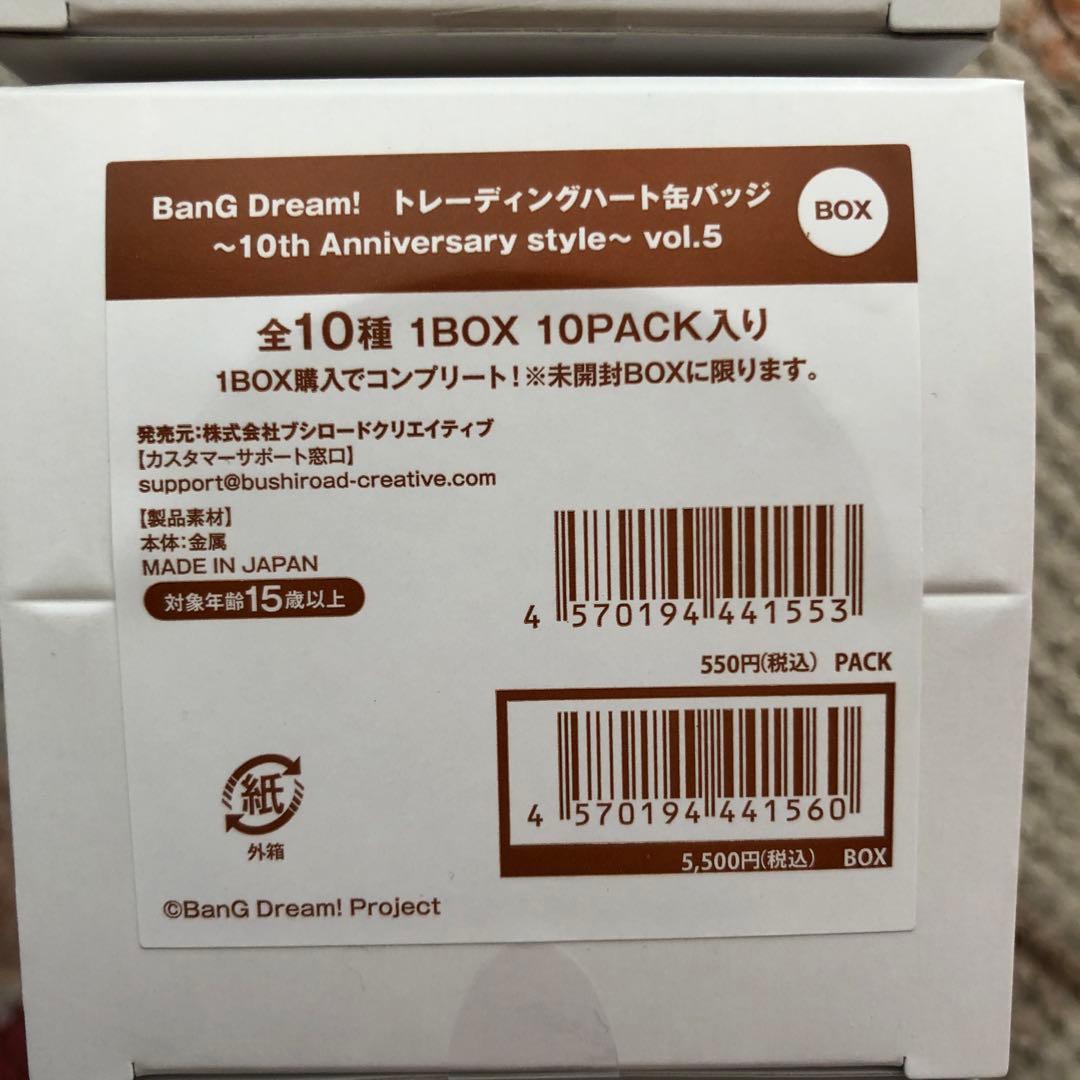 BanG Dream! トレーディングハート缶バッジ
~10th Anniversary style~ vol.5
BOX
全10種 1BOX 10PACK入り
1BOX購入でコンプリート!※未開封BOXに限ります。
発売元:株式会社ブシロードクリエイティブ
【カスタマーサポート窓口】
support@bushiroad-creative.com
【製品素材】
本体:金属
MADE IN JAPAN
対象年齢15歳以上
4 570194 441553
550円(税込) PACK
4 570194 441560
5,500円(税込) BOX
紙
外箱
©BanG Dream! Project